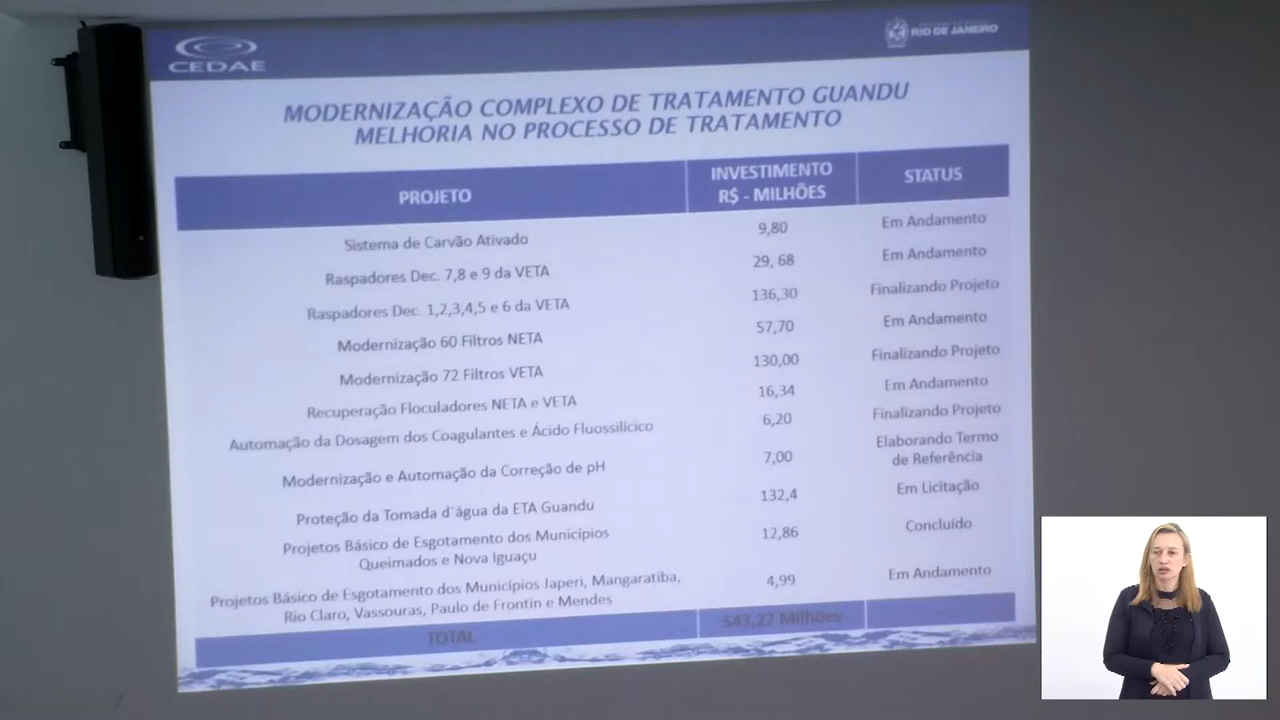 CEDAE
RIO DE JANEIRO
MODERNIZAÇÃO COMPLEXO DE TRATAMENTO GUANDU
MELHORIA NO PROCESSO DE TRATAMENTO
PROJETO
INVESTIMENTO
R$ - MILHÕES
STATUS
Sistema de Carvão Ativado 9,80 Em Andamento
Raspadores Dec. 7,8 e 9 da VETA 29, 68 Em Andamento
Raspadores Dec. 1,2,3,4,5 e 6 da VETA 136,30 Finalizando Projeto
Modernização 60 Filtros NETA 57,70 Em Andamento
Modernização 72 Filtros VETA 130,00 Finalizando Projeto
Recuperação Floculadores NETA e VETA 16,34 Em Andamento
Automação da Dosagem dos Coagulantes e Ácido Fluossilícico 6,20 Finalizando Projeto
Modernização e Automação da Correção de pH 7,00 Elaborando Termo
de Referência
Proteção da Tomada d´água da ETA Guandu 132,4 Em Licitação
Projetos Básico de Esgotamento dos Municípios
Queimados e Nova Iguaçu 12,86 Concluído
Projetos Básico de Esgotamento dos Municípios Japeri, Mangaratiba,
Rio Claro, Vassouras, Paulo de Frontin e Mendes 4,99 Em Andamento
TOTAL 543,27 Milhões